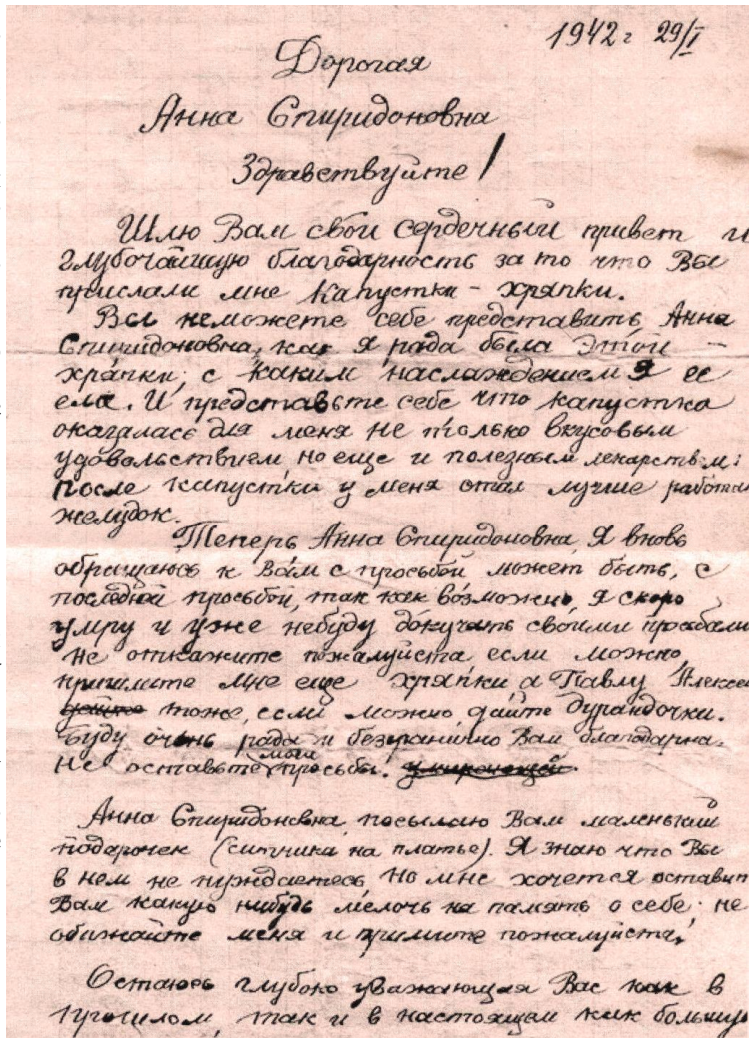 1942 г 29/I
Дорогая
Анна Спиридоновна
Здравствуйте!
Шлю Вам свой сердечный привет и
глубочайшую благодарность за то что Вы
прислали мне капустки – хряпки.
Вы неможете себе представить Анна
Спиридоновна, как я рада была этой –
хряпки, с каким наслаждением я ее
ела. И представьте себе что капустка
оказалась для меня не только вкусовым
удовольствием но еще и полезным лекарством:
после капустки у меня стал лучше работать
желудок.
Теперь Анна Спиридоновна Я вновь
обращаюсь к Вам с просьбой может быть, с
последней просьбой, так как возможно, я скоро
умру и уже небуду докучать своими просьбами
не откажите пожалуйста если можно,
пришлите мне еще хряпки а Павлу Алексе
тоже, если можно, дайте дурандочки.
Буду очень рада и безгранично Вам благодарна.
Не оставьте мои просьбы. умирающей
Анна Спиридоновна, посылаю Вам маленький
подарочек (ситчика на платье). Я знаю что Вы
в нем не нуждаетесь, но мне хочется оставит
Вам какую нибудь мелочь на память о себе; не
обижайте меня и примите пожалуйста!
Остаюсь глубоко уважающая Вас как в
прошлом, так и в настоящем как большую